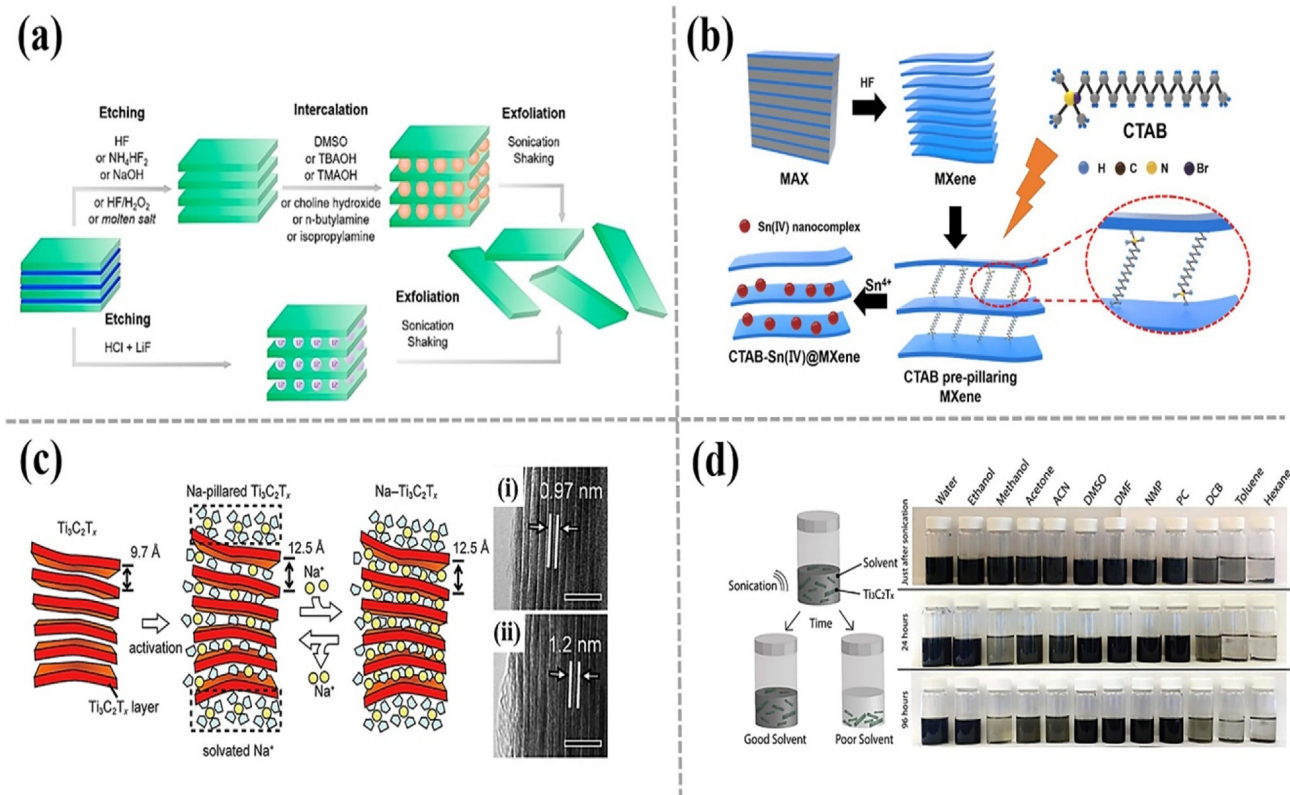 (a)
Etching
HF
or NH₄HF₂
or NaOH
or HF/H₂O₂
or molten salt
Intercalation
DMSO
or TBAOH
or TMAOH
or choline hydroxide
or n-butylamine
or isopropylamine
Exfoliation
Sonication
Shaking
Etching
HCl + LiF
Exfoliation
Sonication
Shaking
(b)
MAX
HF
MXene
CTAB
H C N Br
Sn(IV) nanocomplex
Sn⁴⁺
CTAB-Sn(IV)@MXene
CTAB pre-pillaring
MXene
(c)
Ti₃C₂Tₓ
9.7 Å
activation
Ti₃C₂Tₓ layer
Na-pillared Ti₃C₂Tₓ
12.5 Å
Na⁺
Na⁺
solvated Na⁺
Na–Ti₃C₂Tₓ
12.5 Å
(i)
0.97 nm
(ii)
1.2 nm
(d)
Sonication
Solvent
Ti₃C₂Tₓ
Time
Good Solvent
Poor Solvent
Water
Ethanol
Methanol
Acetone
ACN
DMSO
DMF
NMP
PC
DCB
Toluene
Hexane
Just after sonication
24 hours
96 hours